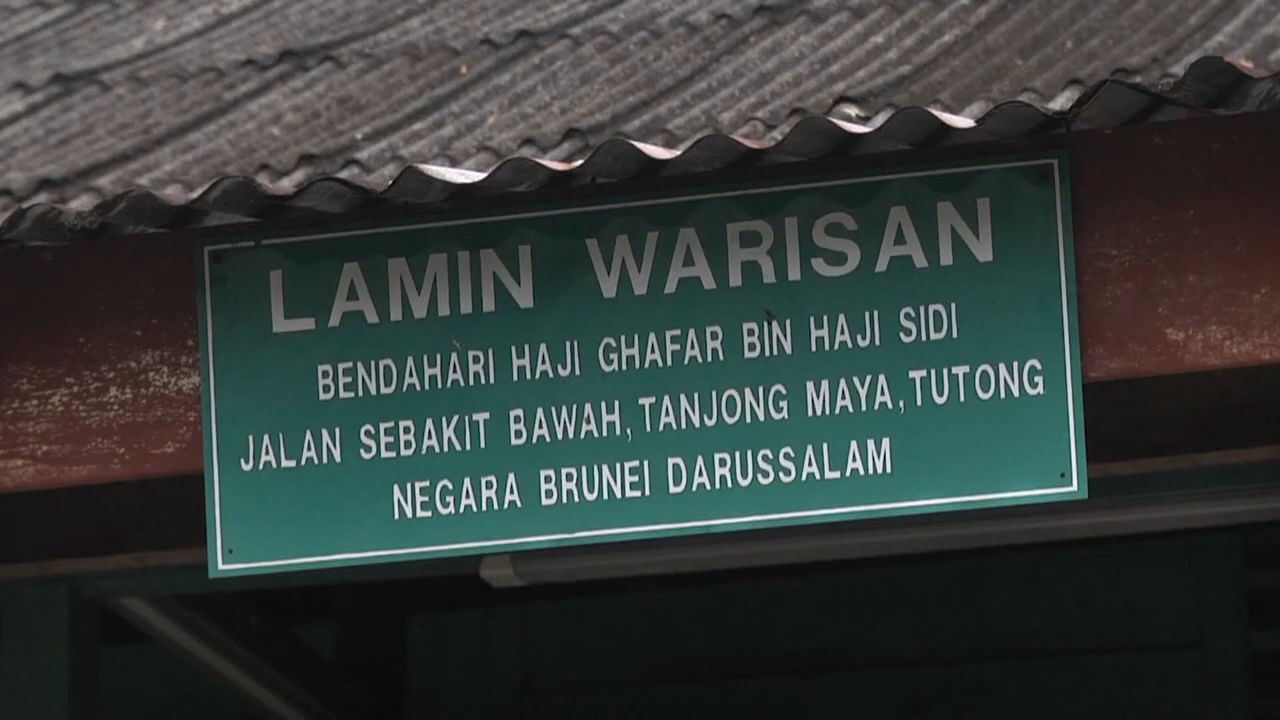 LAMIN WARISAN
BENDAHARI HAJI GHAFAR BIN HAJI SIDI
JALAN SEBAKIT BAWAH, TANJONG MAYA, TUTONG
NEGARA BRUNEI DARUSSALAM